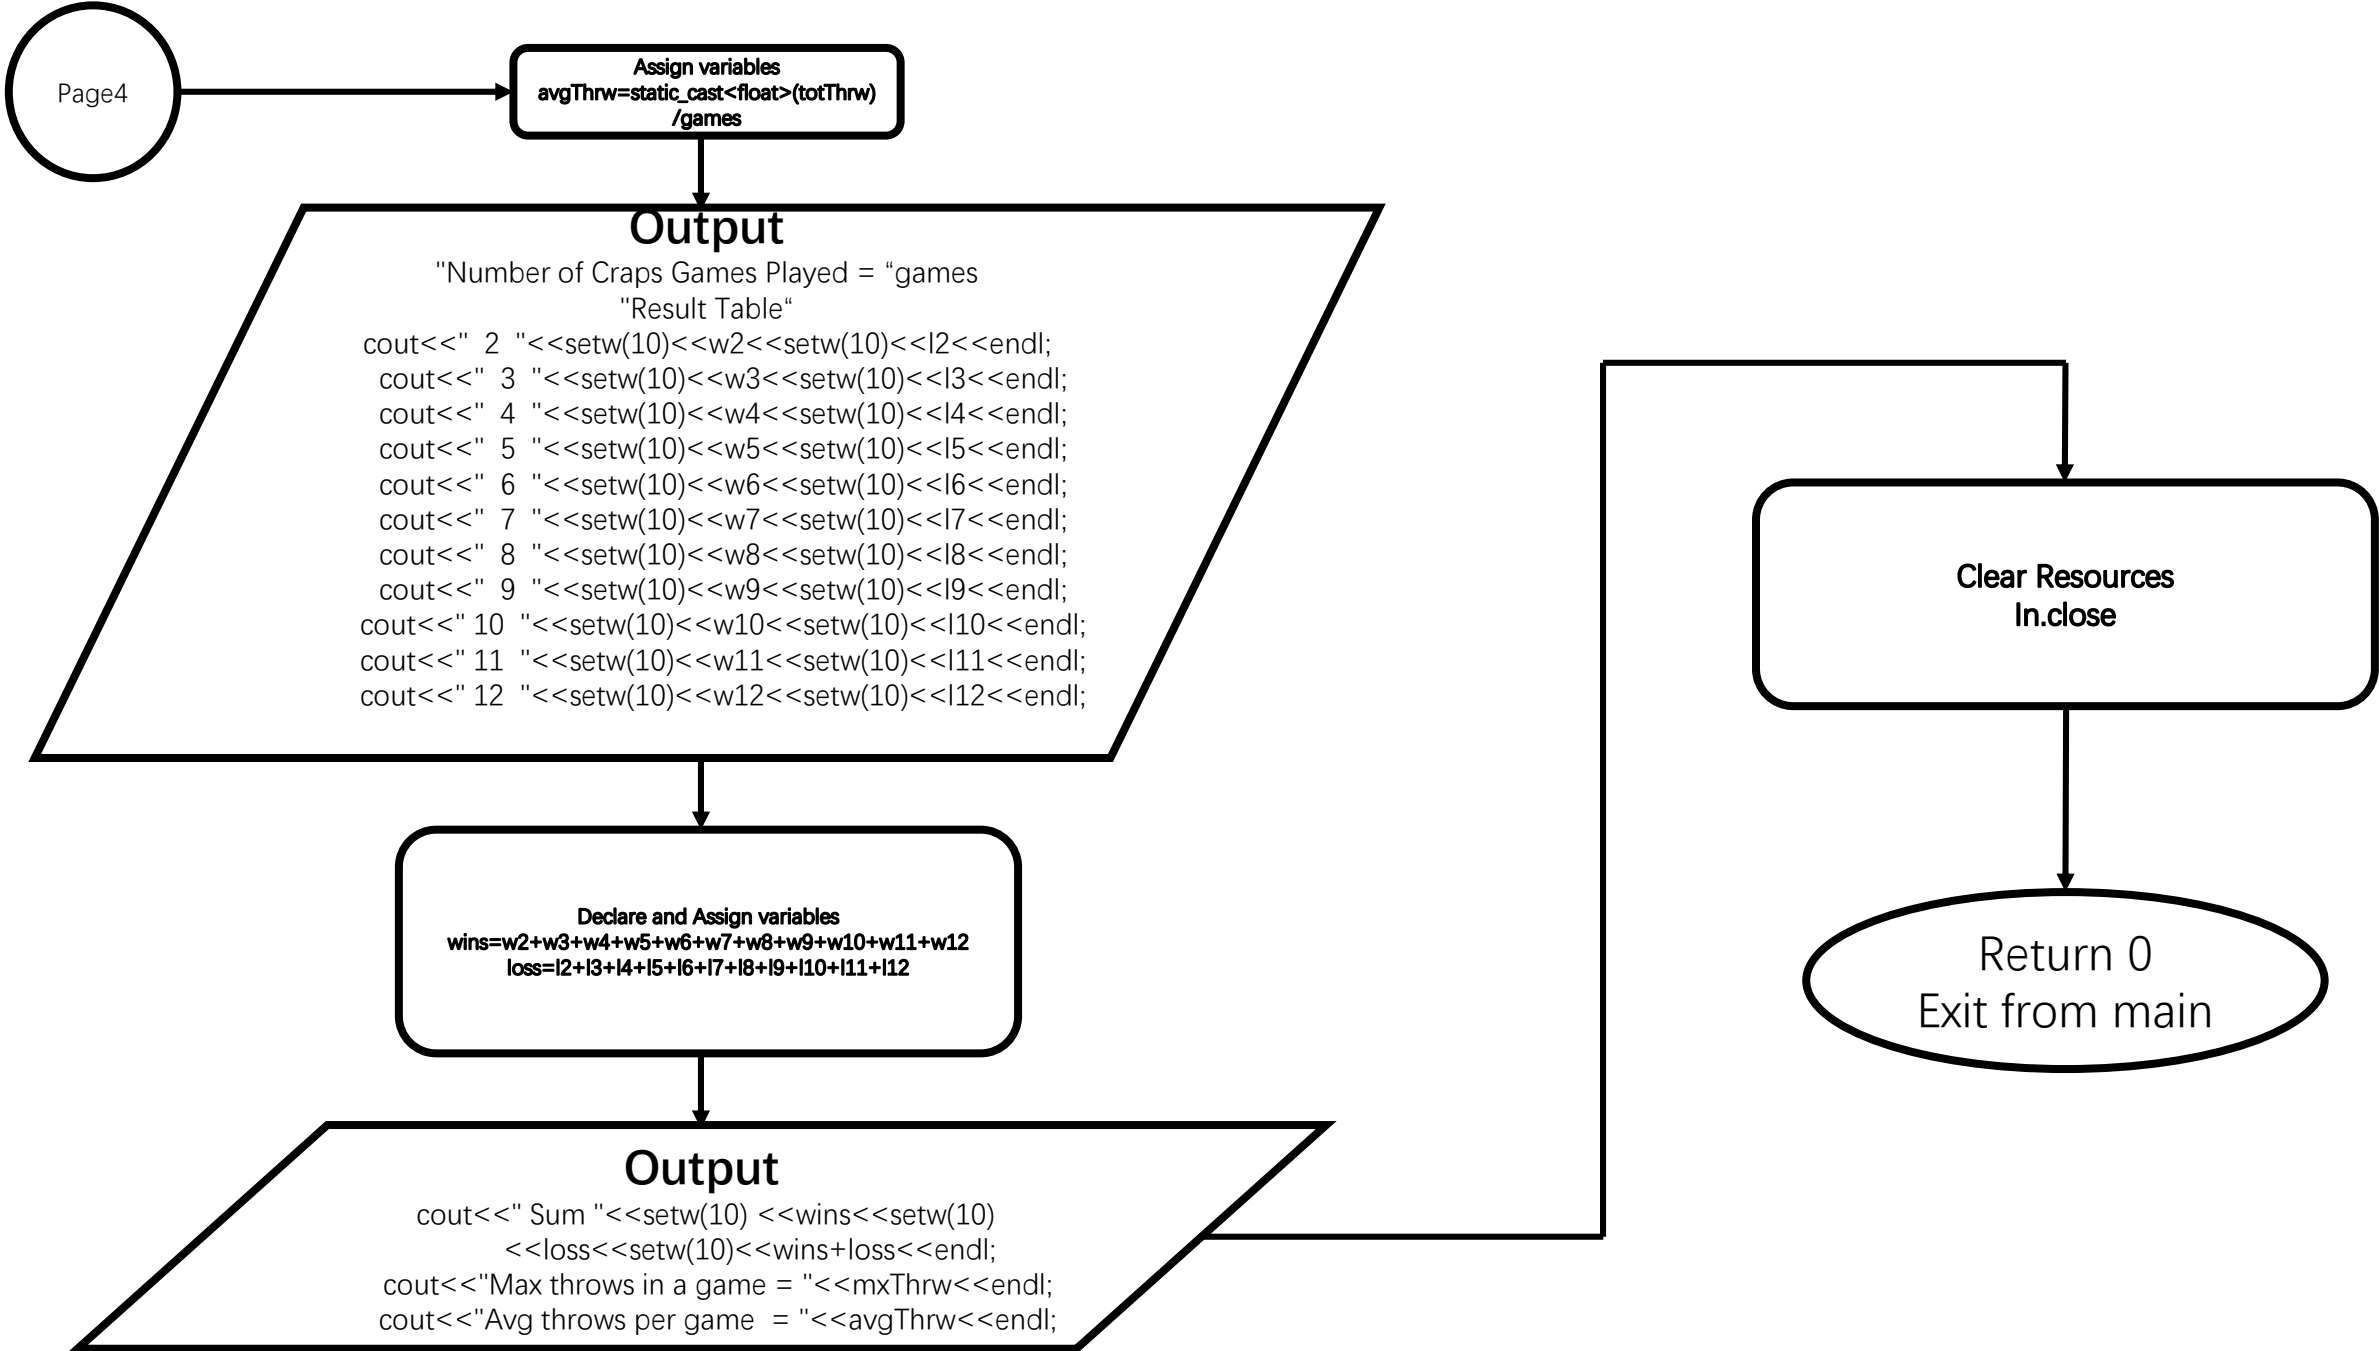 Page4
Assign variables
avgThrw=static_cast<float>(totThrw)
/games
Output
"Number of Craps Games Played = “games
"Result Table“
cout<<"  2  "<<setw(10)<<w2<<setw(10)<<l2<<endl;
cout<<"  3  "<<setw(10)<<w3<<setw(10)<<l3<<endl;
cout<<"  4  "<<setw(10)<<w4<<setw(10)<<l4<<endl;
cout<<"  5  "<<setw(10)<<w5<<setw(10)<<l5<<endl;
cout<<"  6  "<<setw(10)<<w6<<setw(10)<<l6<<endl;
cout<<"  7  "<<setw(10)<<w7<<setw(10)<<l7<<endl;
cout<<"  8  "<<setw(10)<<w8<<setw(10)<<l8<<endl;
cout<<"  9  "<<setw(10)<<w9<<setw(10)<<l9<<endl;
cout<<" 10  "<<setw(10)<<w10<<setw(10)<<l10<<endl;
cout<<" 11  "<<setw(10)<<w11<<setw(10)<<l11<<endl;
cout<<" 12  "<<setw(10)<<w12<<setw(10)<<l12<<endl;
Declare and Assign variables
wins=w2+w3+w4+w5+w6+w7+w8+w9+w10+w11+w12
loss=l2+l3+l4+l5+l6+l7+l8+l9+l10+l11+l12
Output
cout<<" Sum "<<setw(10) <<wins<<setw(10)
<<loss<<setw(10)<<wins+loss<<endl;
cout<<"Max throws in a game = "<<mxThrw<<endl;
cout<<"Avg throws per game  = "<<avgThrw<<endl;
Clear Resources
In.close
Return 0
Exit from main